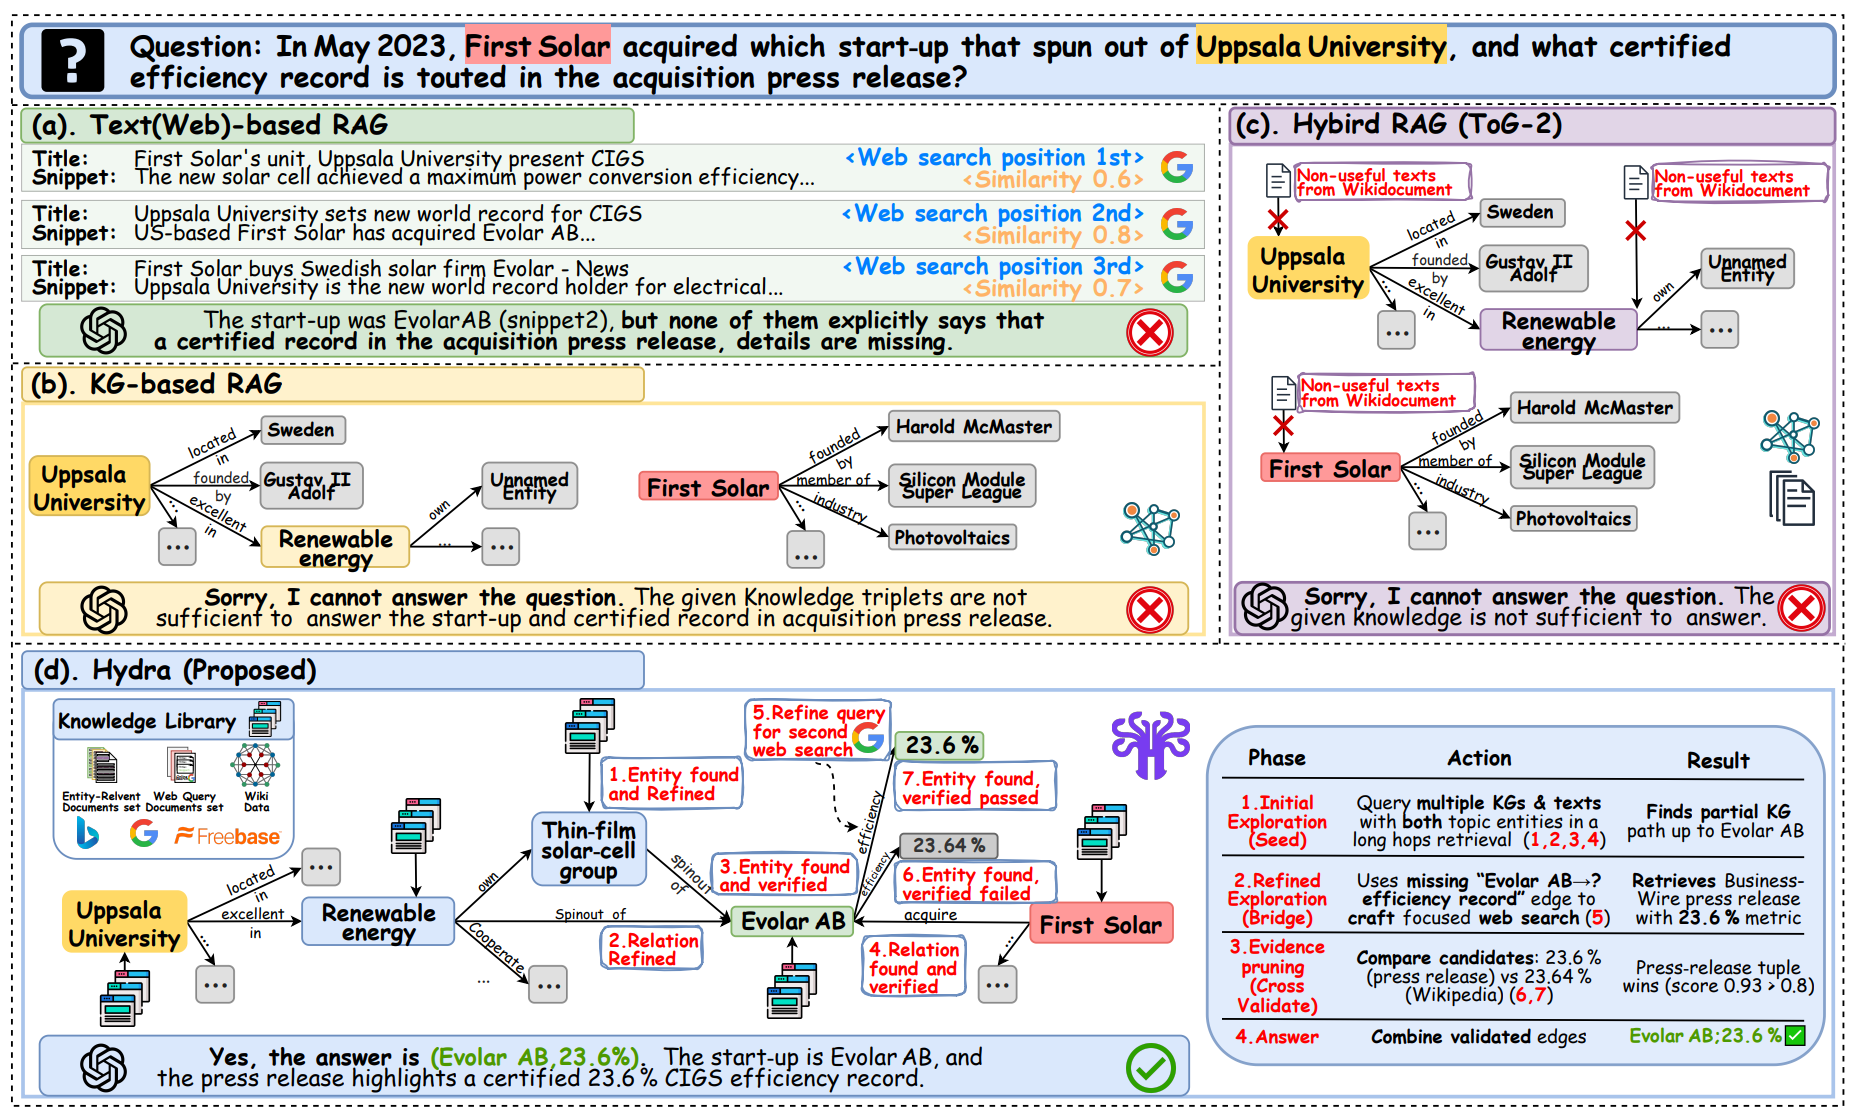 ?
Question: In May 2023, First Solar acquired which start-up that spun out of Uppsala University, and what certified
efficiency record is touted in the acquisition press release?
(a). Text(Web)-based RAG
Title: First Solar's unit, Uppsala University present CIGS
Snippet: The new solar cell achieved a maximum power conversion efficiency...
<Web search position 1st>
<Similarity 0.6>
Title: Uppsala University sets new world record for CIGS
Snippet: US-based First Solar has acquired Evolar AB...
<Web search position 2nd>
<Similarity 0.8>
Title: First Solar buys Swedish solar firm Evolar - News
Snippet: Uppsala University is the new world record holder for electrical...
<Web search position 3rd>
<Similarity 0.7>
The start-up was EvolarAB (snippet2), but none of them explicitly says that
a certified record in the acquisition press release, details are missing.
(b). KG-based RAG
Uppsala
University
located
in
Sweden
founded
by
Gustav II
Adolf
excellent
in
...
...
Renewable
energy
own
Unnamed
Entity
...
...
First Solar
founded
by
Harold McMaster
member of
Silicon Module
Super League
industry
Photovoltaics
...
...
Sorry, I cannot answer the question. The given Knowledge triplets are not
sufficient to answer the start-up and certified record in acquisition press release.
(c). Hybird RAG (ToG-2)
Non-useful texts
from Wikidocument
Non-useful texts
from Wikidocument
Uppsala
University
located
in
Sweden
founded
by
Gustav II
Adolf
excellent
in
...
...
Renewable
energy
own
Unnamed
Entity
...
...
Non-useful texts
from Wikidocument
First Solar
founded
by
Harold McMaster
member of
Silicon Module
Super League
industry
Photovoltaics
...
...
Sorry, I cannot answer the question. The
given knowledge is not sufficient to answer.
(d). Hydra (Proposed)
Knowledge Library
Entity-Relvent
Documents set
Web Query
Documents set
Wiki
Data
Freebase
Uppsala
University
located
in
...
excellent
in
...
...
Renewable
energy
own
Thin-film
solar-cell
group
1.Entity found
and Refined
spinout
of
Spinout of
2.Relation
Refined
Cooperate
...
...
3.Entity found
and verified
Evolar AB
5.Refine query
for second
web search
efficiency
23.6 %
7.Entity found,
verified passed
efficiency
23.64 %
6.Entity found,
verified failed
acquire
4.Relation
found and
verified
First Solar
...
...
Phase Action Result
1.Initial
Exploration
(Seed)
Query multiple KGs & texts
with both topic entities in a
long hops retrieval (1,2,3,4)
Finds partial KG
path up to Evolar AB
2.Refined
Exploration
(Bridge)
Uses missing “Evolar AB→?
efficiency record” edge to
craft focused web search (5)
Retrieves Business-
Wire press release
with 23.6 % metric
3.Evidence
pruning
(Cross
Validate)
Compare candidates: 23.6 %
(press release) vs 23.64 %
(Wikipedia) (6,7)
Press-release tuple
wins (score 0.93 > 0.8)
4.Answer
Combine validated edges
Evolar AB;23.6 %
Yes, the answer is (Evolar AB,23.6%). The start-up is Evolar AB, and
the press release highlights a certified 23.6 % CIGS efficiency record.